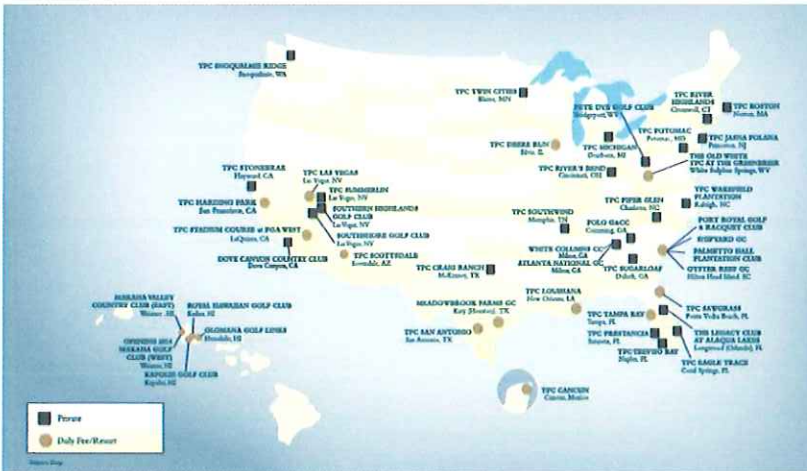 TPC SNOQUALMIE RIDGE
Snoqualmie, WA
TPC TWIN CITIES
Blaine, MN
PETE DYE GOLF CLUB
Bridgeport, WV
TPC RIVER
HIGHLANDS
Cromwell, CT
TPC BOSTON
Norton, MA
TPC DEERE RUN
Silvis, IL
TPC MICHIGAN
Dearborn, MI
TPC POTOMAC
Potomac, MD
TPC JASNA POLANA
Princeton, NJ
TPC RIVER'S BEND
Cincinnati, OH
THE OLD WHITE
TPC AT THE GREENBRIER
White Sulphur Springs, WV
TPC STONEBRAE
Hayward, CA
TPC LAS VEGAS
Las Vegas, NV
TPC SUMMERLIN
Las Vegas, NV
TPC HARDING PARK
San Francisco, CA
SOUTHERN HIGHLANDS
GOLF CLUB
Las Vegas, NV
TPC STADIUM COURSE at PGA WEST
LaQuinta, CA
SOUTHSHORE GOLF CLUB
Las Vegas, NV
DOVE CANYON COUNTRY CLUB
Dove Canyon, CA
TPC SCOTTSDALE
Scottsdale, AZ
TPC SOUTHWIND
Memphis, TN
TPC PIPER GLEN
Charlotte, NC
TPC WAKEFIELD
PLANTATION
Raleigh, NC
POLO G&CC
Cumming, GA
WHITE COLUMNS CC
Milton, GA
ATLANTA NATIONAL GC
Milton, GA
TPC SUGARLOAF
Duluth, GA
PORT ROYAL GOLF
& RACQUET CLUB
SHIPYARD GC
PALMETTO HALL
PLANTATION CLUB
OYSTER REEF GC
Hilton Head Island, SC
TPC CRAIG RANCH
McKinney, TX
TPC LOUISIANA
New Orleans, LA
MEADOWBROOK FARMS GC
Katy (Houston), TX
TPC SAN ANTONIO
San Antonio, TX
TPC TAMPA BAY
Tampa, FL
TPC SAWGRASS
Ponte Vedra Beach, FL
TPC PRESTANCIA
Sarasota, FL
THE LEGACY CLUB
AT ALAQUA LAKES
Longwood (Orlando), FL
TPC TREVISO BAY
Naples, FL
TPC EAGLE TRACE
Coral Springs, FL
MAKAHA VALLEY
COUNTRY CLUB (EAST)
Waianae, HI
ROYAL HAWAIIAN GOLF CLUB
Kailua, HI
OLOMANA GOLF LINKS
Honolulu, HI
OPENING 2014
MAKAHA GOLF
CLUB (WEST)
Waianae, HI
KAPOLEI GOLF CLUB
Kapolei, HI
TPC CANCUN
Cancun, Mexico
Private
Daily Fee/Resort